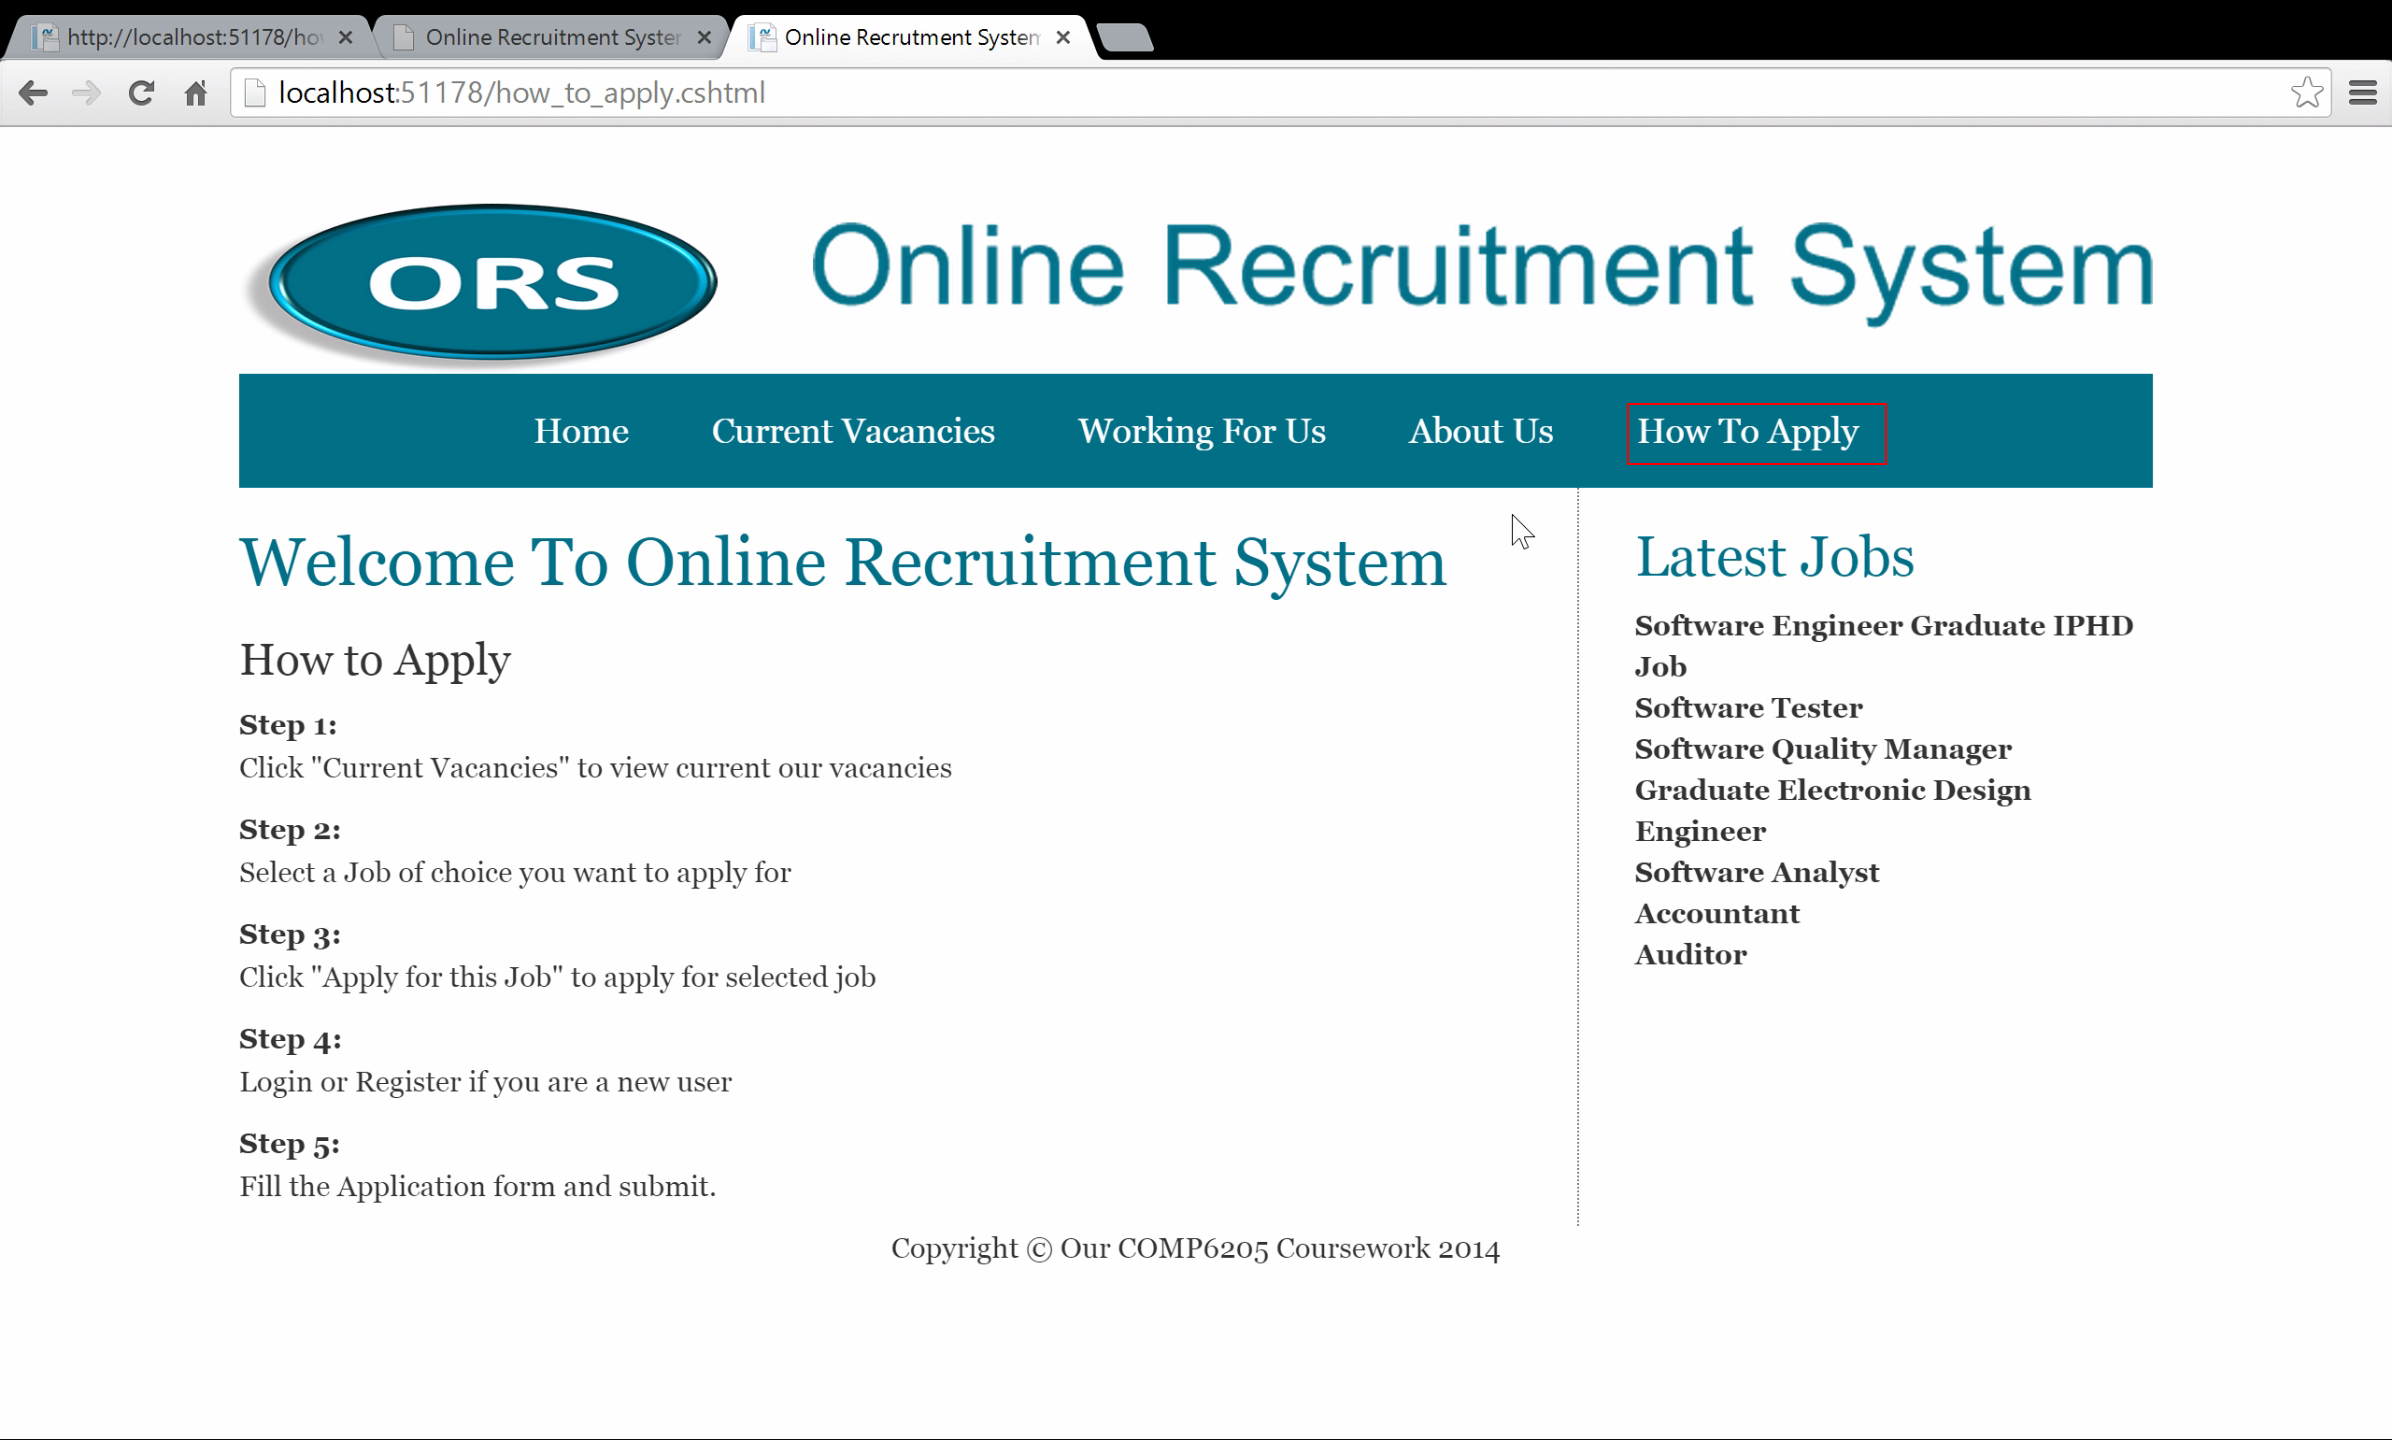 http://localhost:51178/ho
Online Recruitment System
Online Recrutment System
localhost:51178/how_to_apply.cshtml
ORS
Online Recruitment System
Home Current Vacancies Working For Us About Us How To Apply
Welcome To Online Recruitment System
How to Apply
Step 1:
Click "Current Vacancies" to view current our vacancies
Step 2:
Select a Job of choice you want to apply for
Step 3:
Click "Apply for this Job" to apply for selected job
Step 4:
Login or Register if you are a new user
Step 5:
Fill the Application form and submit.
Latest Jobs
Software Engineer Graduate IPHD
Job
Software Tester
Software Quality Manager
Graduate Electronic Design
Engineer
Software Analyst
Accountant
Auditor
Copyright © Our COMP6205 Coursework 2014